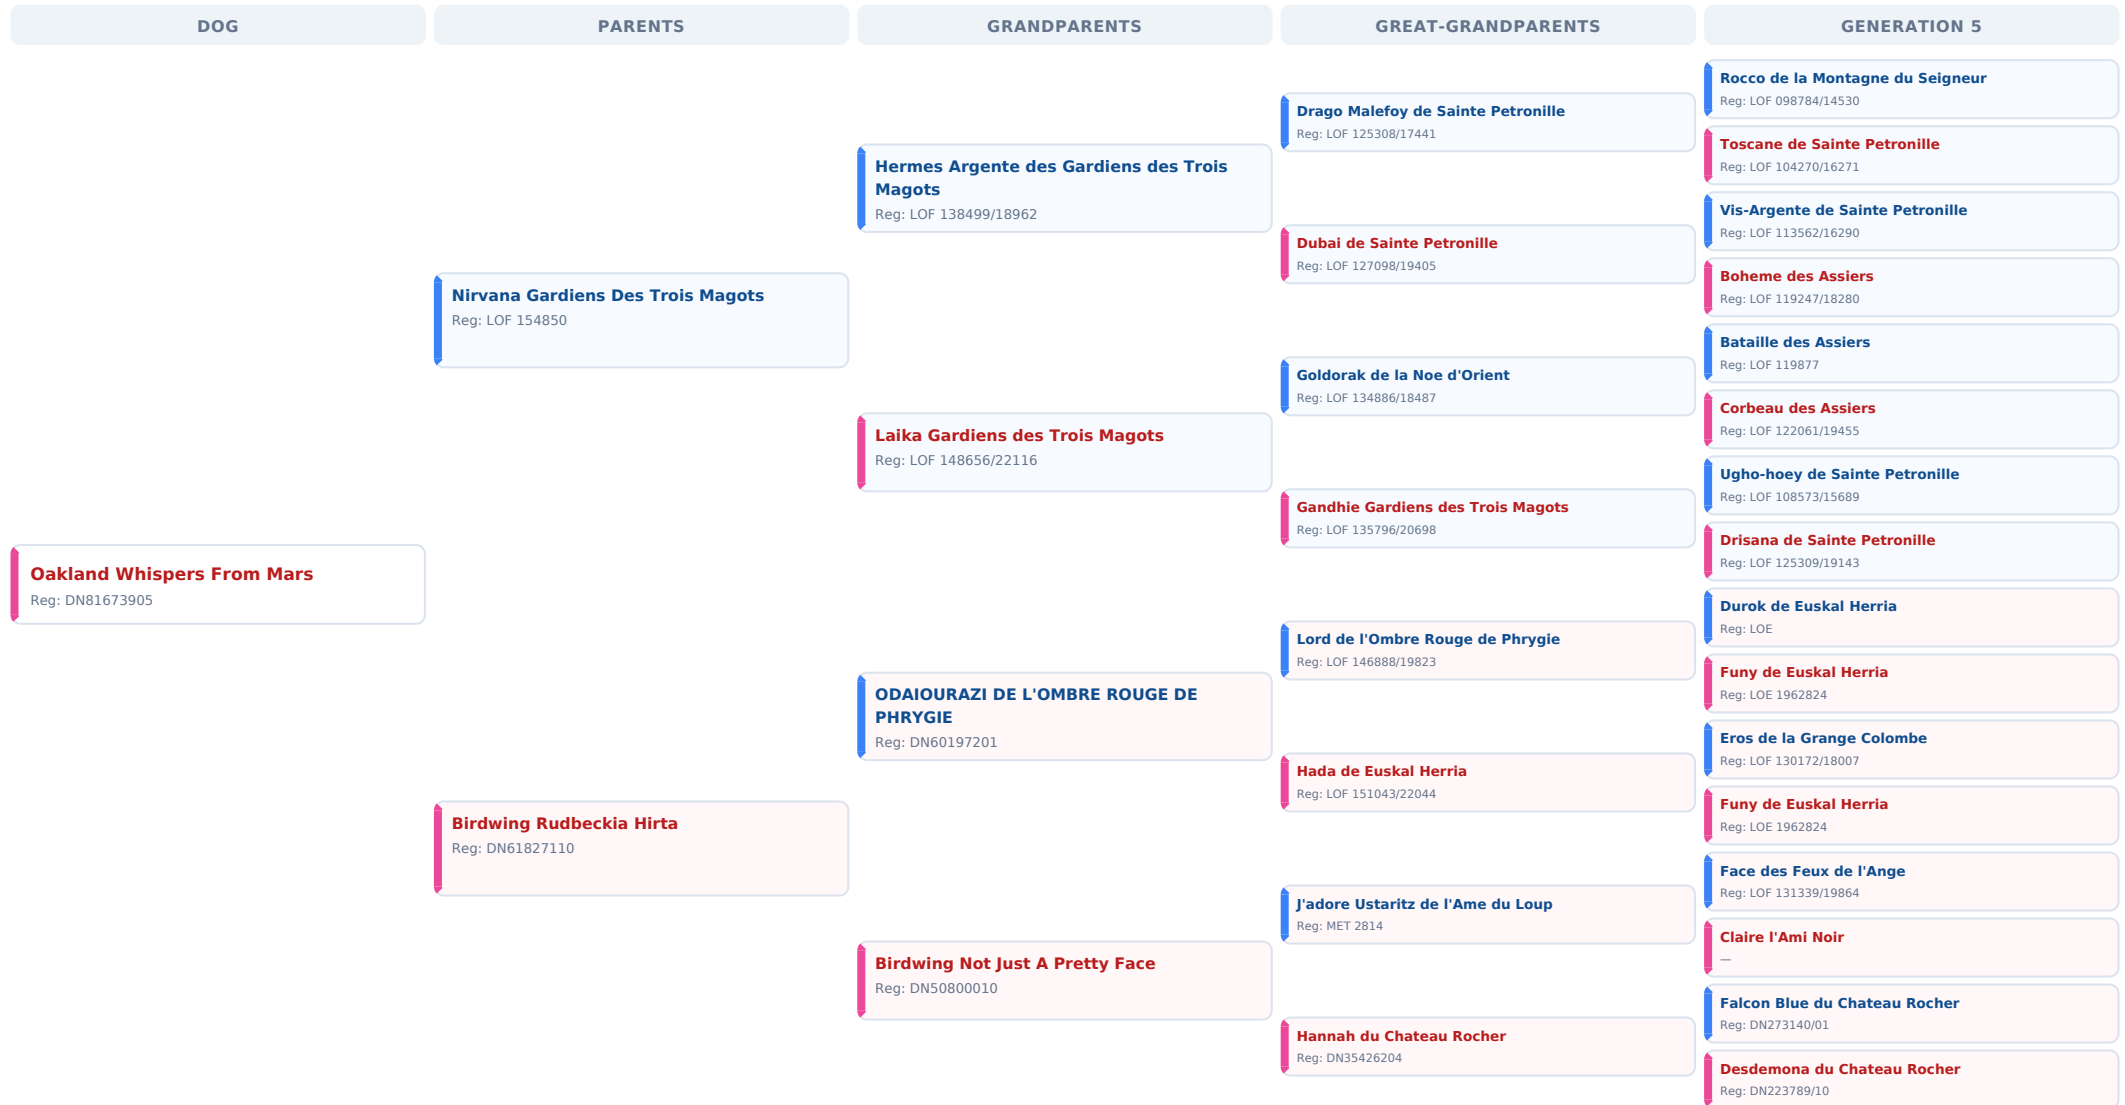 DOG
PARENTS
GRANDPARENTS
GREAT-GRANDPARENTS
GENERATION 5
Oakland Whispers From Mars
Reg: DN81673905
Nirvana Gardiens Des Trois Magots
Reg: LOF 154850
Birdwing Rudbeckia Hirta
Reg: DN61827110
Hermes Argente des Gardiens des Trois
Magots
Reg: LOF 138499/18962
Laika Gardiens des Trois Magots
Reg: LOF 148656/22116
ODAIOURAZI DE L'OMBRE ROUGE DE
PHRYGIE
Reg: DN60197201
Birdwing Not Just A Pretty Face
Reg: DN50800010
Drago Malefoy de Sainte Petronille
Reg: LOF 125308/17441
Dubai de Sainte Petronille
Reg: LOF 127098/19405
Goldorak de la Noe d'Orient
Reg: LOF 134886/18487
Gandhie Gardiens des Trois Magots
Reg: LOF 135796/20698
Lord de l'Ombre Rouge de Phrygie
Reg: LOF 146888/19823
Hada de Euskal Herria
Reg: LOF 151043/22044
J'adore Ustaritz de l'Ame du Loup
Reg: MET 2814
Hannah du Chateau Rocher
Reg: DN35426204
Rocco de la Montagne du Seigneur
Reg: LOF 098784/14530
Toscane de Sainte Petronille
Reg: LOF 104270/16271
Vis-Argente de Sainte Petronille
Reg: LOF 113562/16290
Boheme des Assiers
Reg: LOF 119247/18280
Bataille des Assiers
Reg: LOF 119877
Corbeau des Assiers
Reg: LOF 122061/19455
Ugho-hoey de Sainte Petronille
Reg: LOF 108573/15689
Drisana de Sainte Petronille
Reg: LOF 125309/19143
Durok de Euskal Herria
Reg: LOE
Funy de Euskal Herria
Reg: LOE 1962824
Eros de la Grange Colombe
Reg: LOF 130172/18007
Funy de Euskal Herria
Reg: LOE 1962824
Face des Feux de l'Ange
Reg: LOF 131339/19864
Claire l'Ami Noir
—
Falcon Blue du Chateau Rocher
Reg: DN273140/01
Desdemona du Chateau Rocher
Reg: DN223789/10